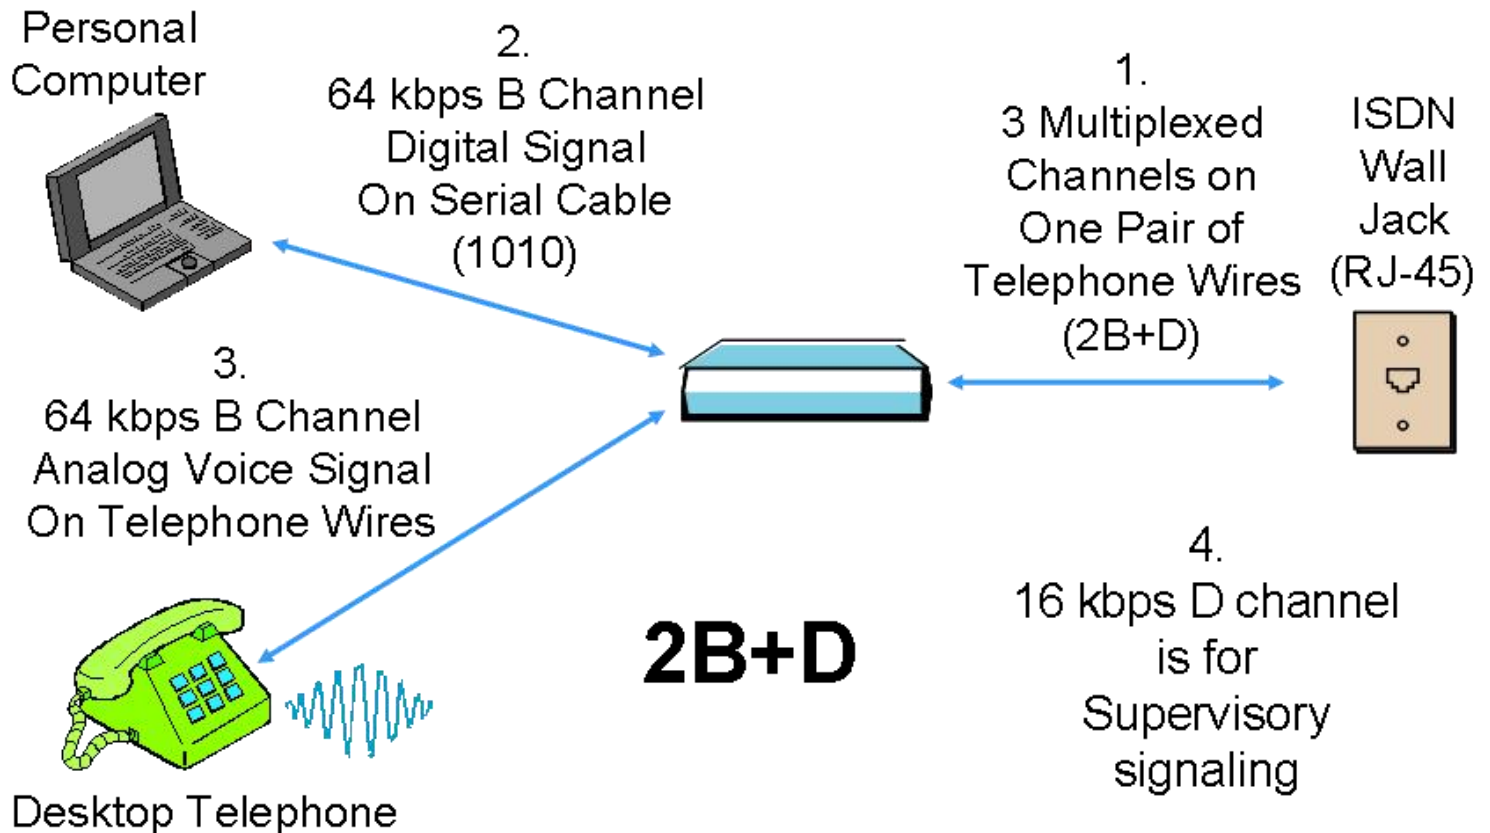 Personal
Computer
2.
64 kbps B Channel
Digital Signal
On Serial Cable
(1010)
1.
3 Multiplexed
Channels on
One Pair of
Telephone Wires
(2B+D)
ISDN
Wall
Jack
(RJ-45)
3.
64 kbps B Channel
Analog Voice Signal
On Telephone Wires
2B+D
4.
16 kbps D channel
is for
Supervisory
signaling
Desktop Telephone